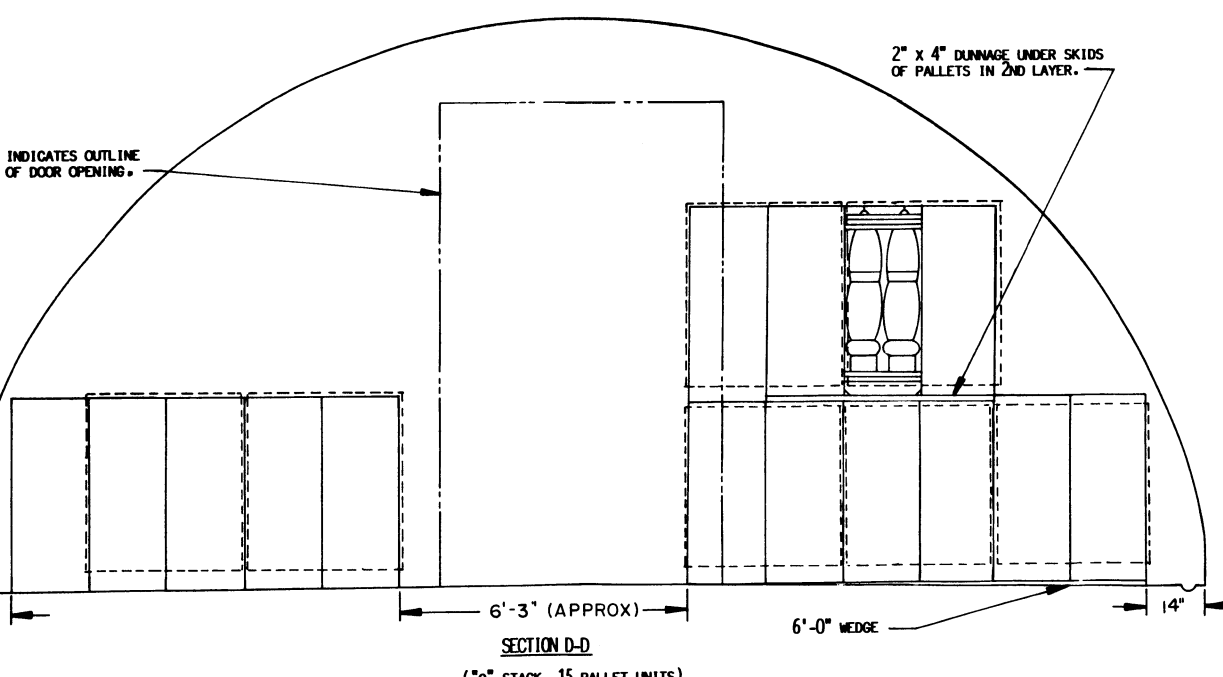 2" X 4" DUNNAGE UNDER SKIDS
OF PALLETS IN 2ND LAYER.
INDICATES OUTLINE
OF DOOR OPENING.
6'-3" (APPROX)
14"
6'-0" WEDGE
SECTION D-D
STACK 15 PALLET UNITS)